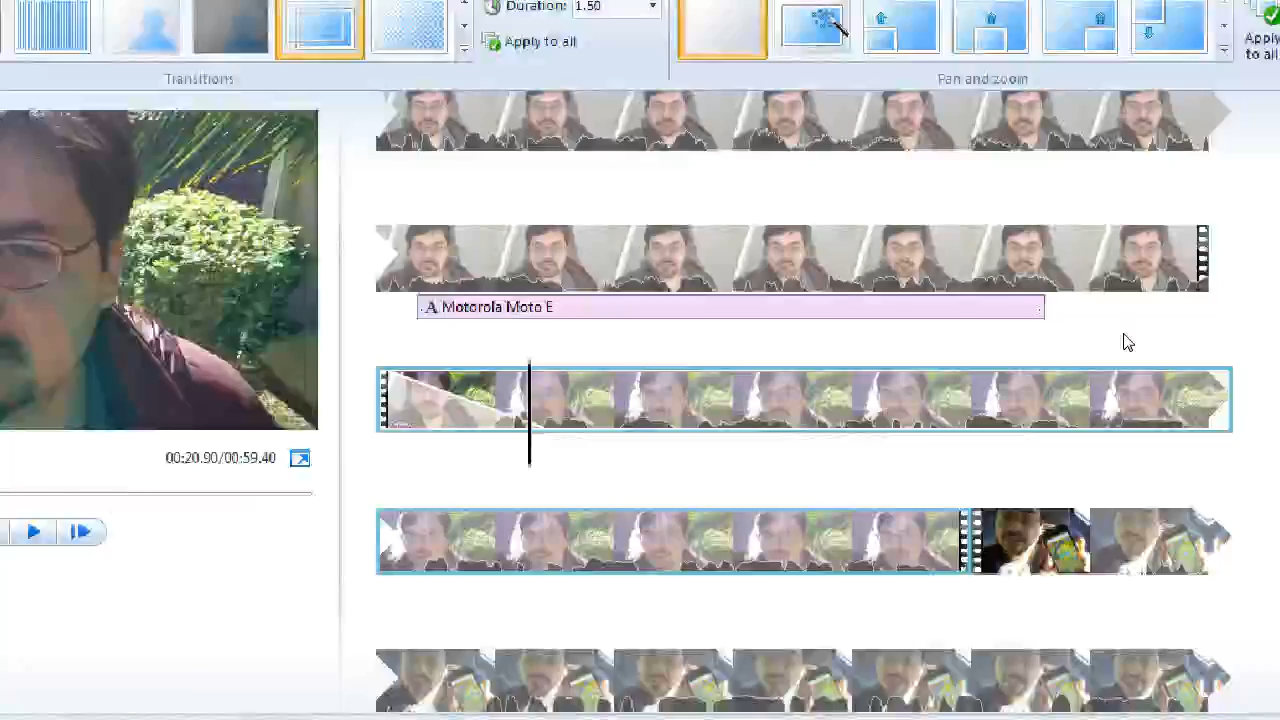 Duration: 1.50
Apply to all
Apply
to all
Transitions
Pan and zoom
A Motorola Moto E
00:20.90/00:59.40